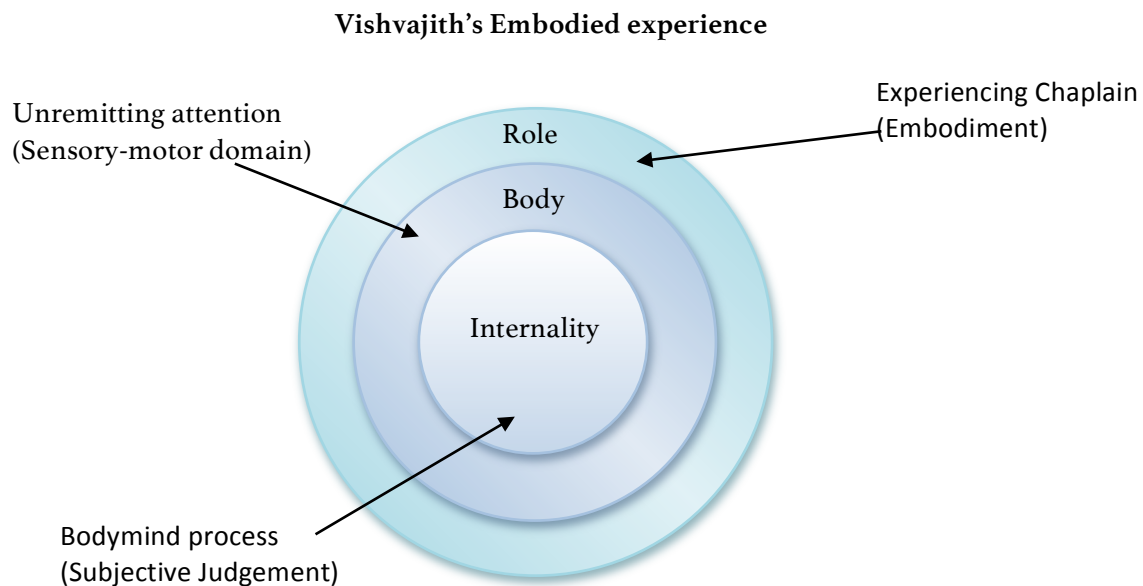 Vishvajith's Embodied experience
Unremitting attention
(Sensory-motor domain)
Experiencing Chaplain
(Embodiment)
Role
Body
Internality
Bodymind process
(Subjective Judgement)